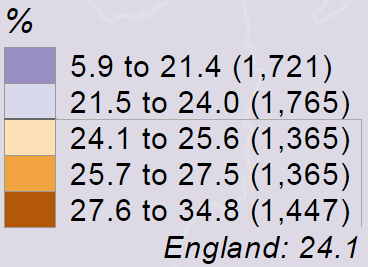 %
5.9 to 21.4 (1,721)
21.5 to 24.0 (1,765)
24.1 to 25.6 (1,365)
25.7 to 27.5 (1,365)
27.6 to 34.8 (1,447)
England: 24.1